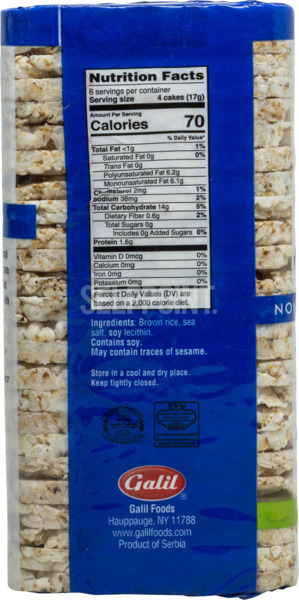 Nutrition Facts
6 servings per container
Serving size 4 cakes (17g)
Amount Per Serving
Calories 70
% Daily Value*
Total Fat <1g 1%
Saturated Fat 0g 0%
Trans Fat 0g
Polyunsaturated Fat 6.2g
Monounsaturated Fat 6.1g
Cholesterol 2mg 1%
Sodium 36mg 2%
Total Carbohydrate 14g 5%
Dietary Fiber 0.6g 2%
Total Sugars 0g
Includes 0g Added Sugars 0%
Protein 1.6g
Vitamin D 0mcg 0%
Calcium 0mg 0%
Iron 0mg 0%
Potassium 0mg 0%
Percent Daily Values (DV) are
based on a 2,000 calorie diet.
SELLPOINT.
NO
Ingredients: Brown rice, sea
salt, soy lecithin.
Contains soy.
May contain traces of sesame.
Store in a cool and dry place.
Keep tightly closed.
Galil®
Galil Foods
Hauppauge, NY 11788
www.galilfoods.com
Product of Serbia